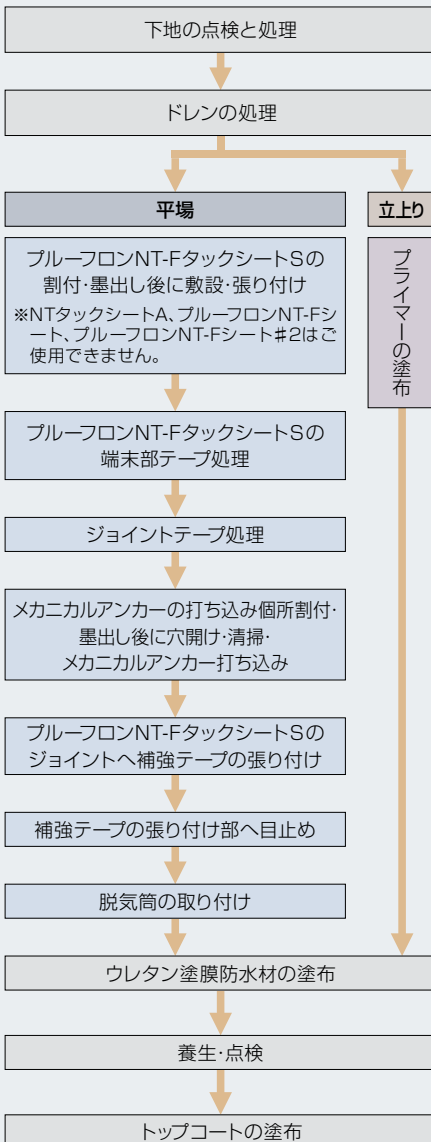 下地の点検と処理
ドレンの処理
平場
立上り
プルーフロンNT-FタックシートSの
割付・墨出し後に敷設・張り付け
※NTタックシートA、プルーフロンNT-Fシ
ート、プルーフロンNT-Fシート＃2はご
使用できません。
プライマーの塗布
プルーフロンNT-FタックシートSの
端末部テープ処理
ジョイントテープ処理
メカニカルアンカーの打ち込み個所割付・
墨出し後に穴開け・清掃・
メカニカルアンカー打ち込み
プルーフロンNT-FタックシートSの
ジョイントへ補強テープの張り付け
補強テープの張り付け部へ目止め
脱気筒の取り付け
ウレタン塗膜防水材の塗布
養生・点検
トップコートの塗布